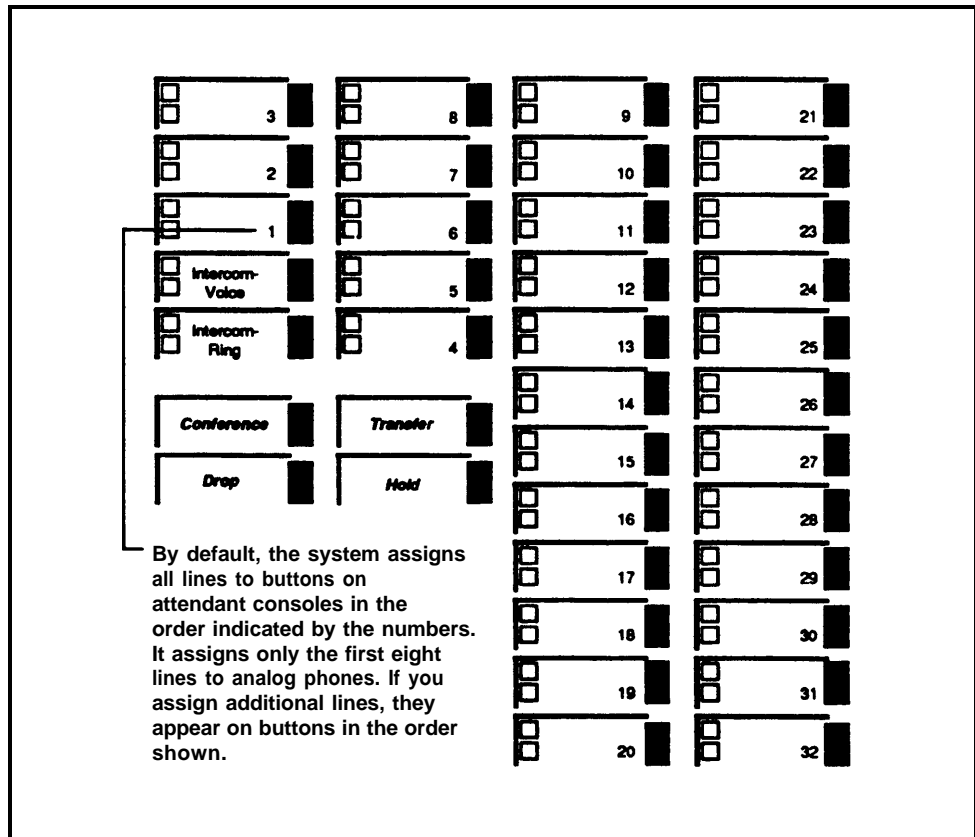 3 8 9 21
2 7 10 22
1 6 11 23
Intercom-
Voice
5 12 24
Intercom-
Ring
4 13 25
14 26
Conference Transfer
15 27
Drop Hold
16 28
17 29
18 30
19 31
20 32
By default, the system assigns
all lines to buttons on
attendant consoles in the
order indicated by the numbers.
It assigns only the first eight
lines to analog phones. If you
assign additional lines, they
appear on buttons in the order
shown.